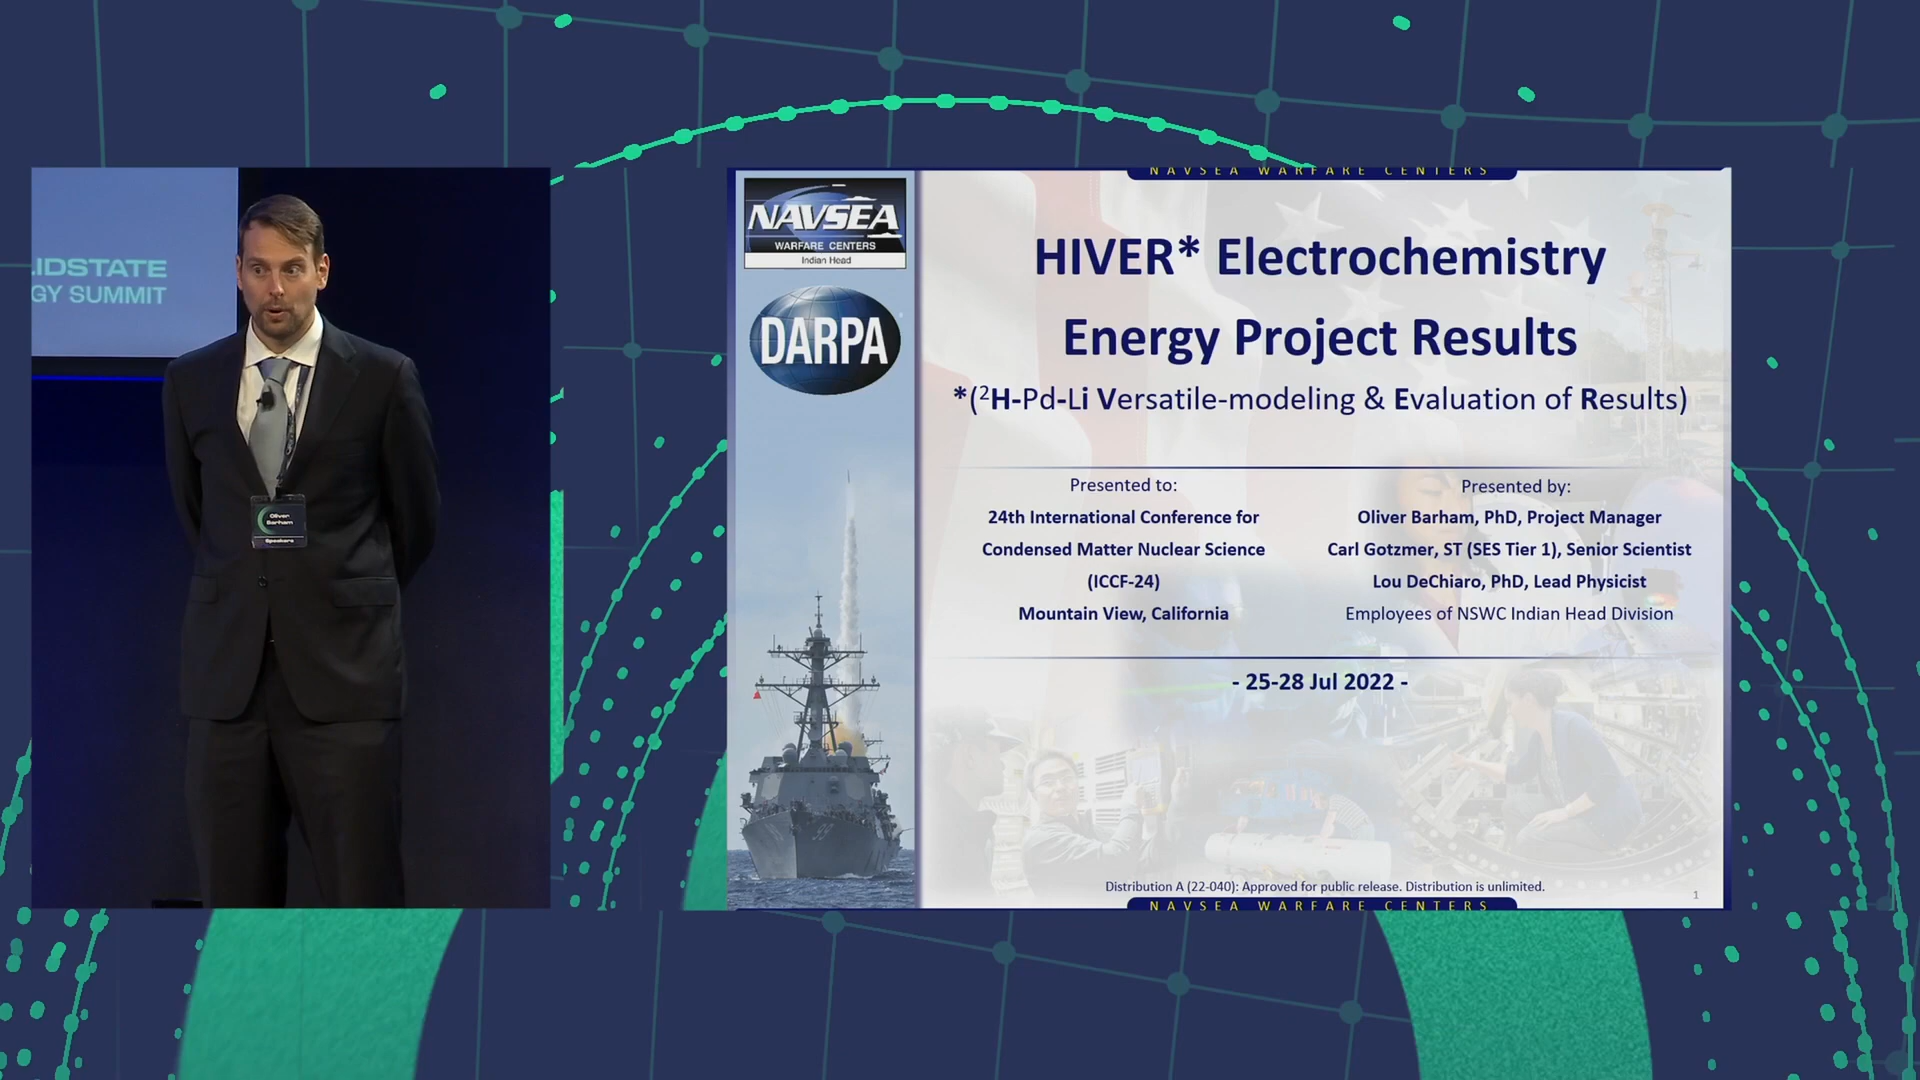 .IDSTATE
GY SUMMIT
Oliver
Barham
Speakers
NAVSEA WARFARE CENTERS
NAVSEA
WARFARE CENTERS
Indian Head
DARPA
HIVER* Electrochemistry
Energy Project Results
*(²H-Pd-Li Versatile-modeling & Evaluation of Results)
Presented to:
24th International Conference for
Condensed Matter Nuclear Science
(ICCF-24)
Mountain View, California
Presented by:
Oliver Barham, PhD, Project Manager
Carl Gotzmer, ST (SES Tier 1), Senior Scientist
Lou DeChiaro, PhD, Lead Physicist
Employees of NSWC Indian Head Division
- 25-28 Jul 2022 -
Distribution A (22-040): Approved for public release. Distribution is unlimited.
1
NAVSEA WARFARE CENTERS